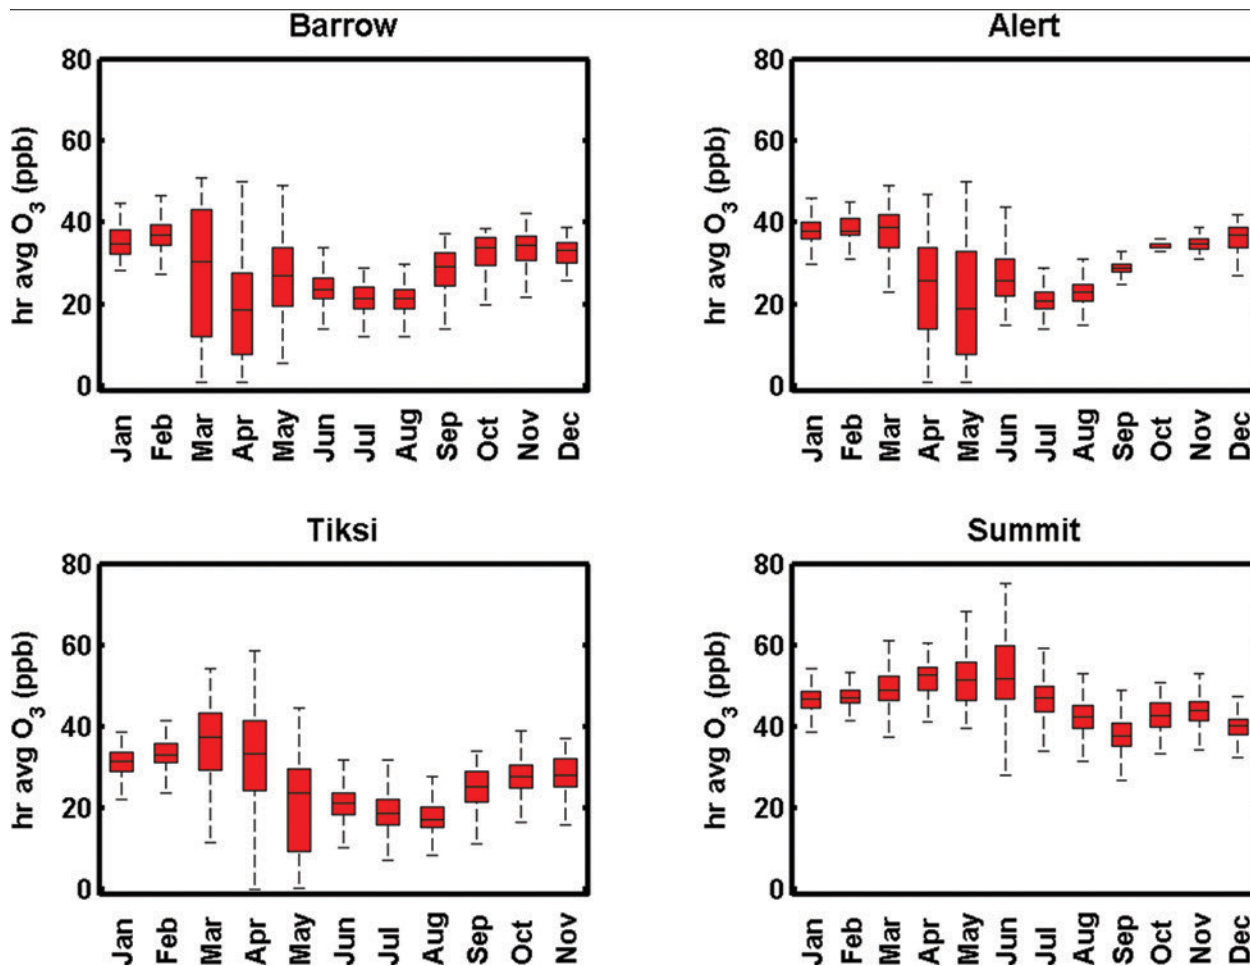 Barrow
80
60
40
20
0
hr avg O3 (ppb)
Jan Feb Mar Apr May Jun Jul Aug Sep Oct Nov Dec
Alert
80
60
40
20
0
hr avg O3 (ppb)
Jan Feb Mar Apr May Jun Jul Aug Sep Oct Nov Dec
Tiksi
80
60
40
20
0
hr avg O3 (ppb)
Jan Feb Mar Apr May Jun Jul Aug Sep Oct Nov
Summit
80
60
40
20
0
hr avg O3 (ppb)
Jan Feb Mar Apr May Jun Jul Aug Sep Oct Nov Dec